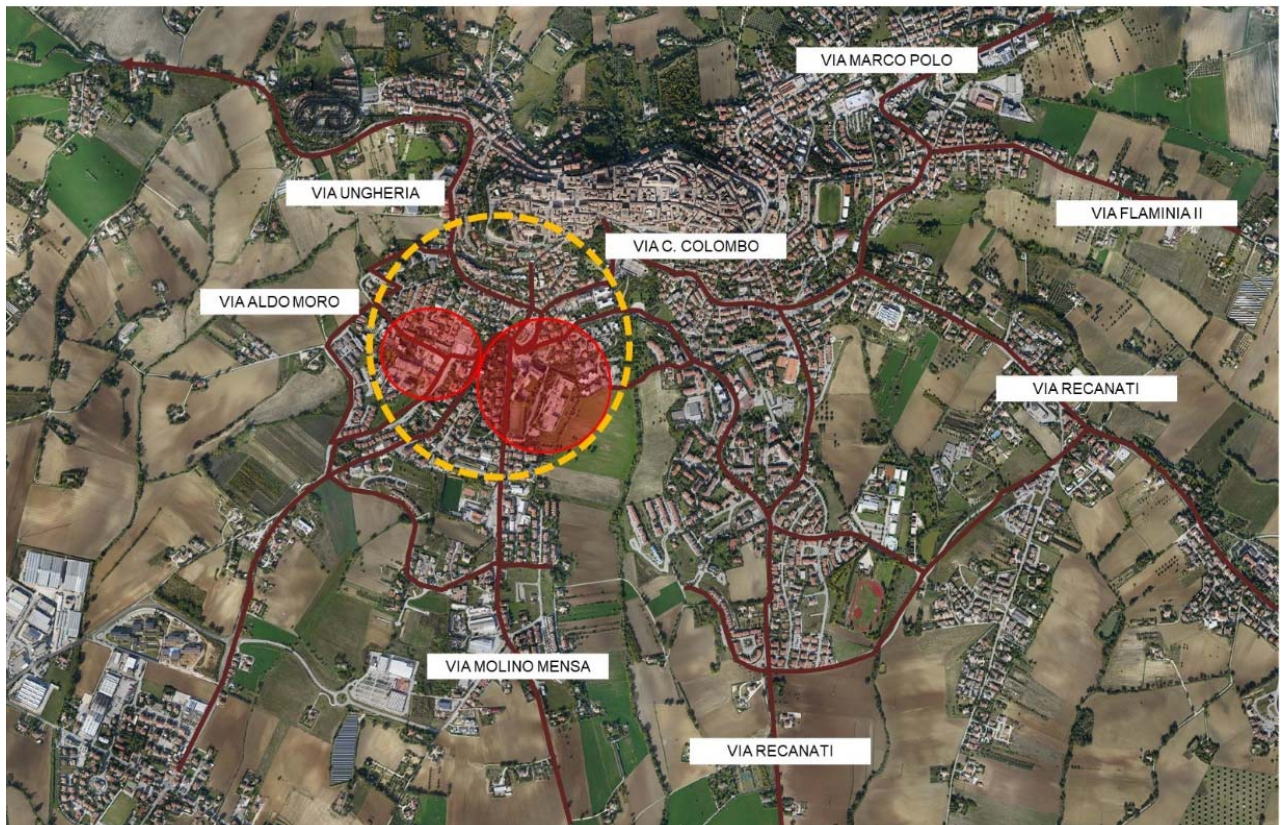 VIA MARCO POLO
VIA UNGHERIA
VIA FLAMINIA II
VIA C. COLOMBO
VIA ALDO MORO
VIA RECANATI
VIA MOLINO MENSA
VIA RECANATI